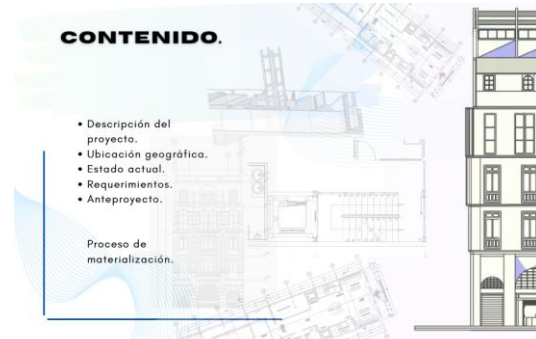 CONTENIDO.
• Descripción del
proyecto.
• Ubicación geográfica.
• Estado actual.
• Requerimientos.
• Anteproyecto.
Proceso de
materialización.